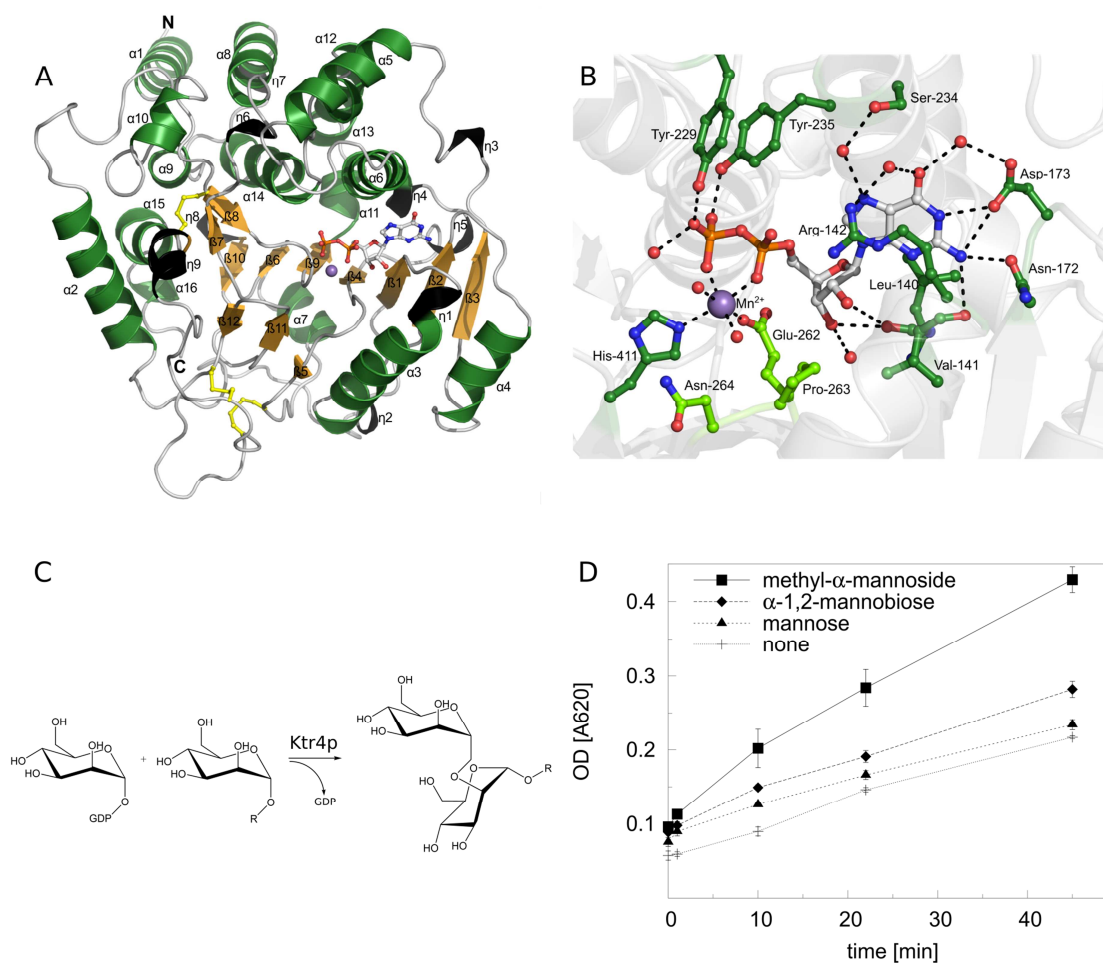 A
N
α1
α8
α12
α5
η7
α10
η6
α13
η3
α9
α14
α6
η4
α15
α11
η5
η8
ß8
ß7
ß10
ß6
ß9
ß4
ß1
ß2
ß3
η9
α2
α16
η1
ß12
ß11
α7
C
ß5
α3
α4
η2
B
Ser-234
Tyr-235
Tyr-229
Asp-173
Arg-142
Leu-140
Asn-172
Mn²⁺
Glu-262
His-411
Val-141
Asn-264
Pro-263
C
OH
OH
HO
HO
O
O
GDP
+
OH
OH
HO
HO
O
O
R
Ktr4p
GDP
OH
OH
HO
HO
O
O
O
O
R
HO
HO
OH
D
methyl-α-mannoside
α-1,2-mannobiose
mannose
none
OD [A620]
0.4
0.3
0.2
0.1
0
10
20
30
40
time [min]